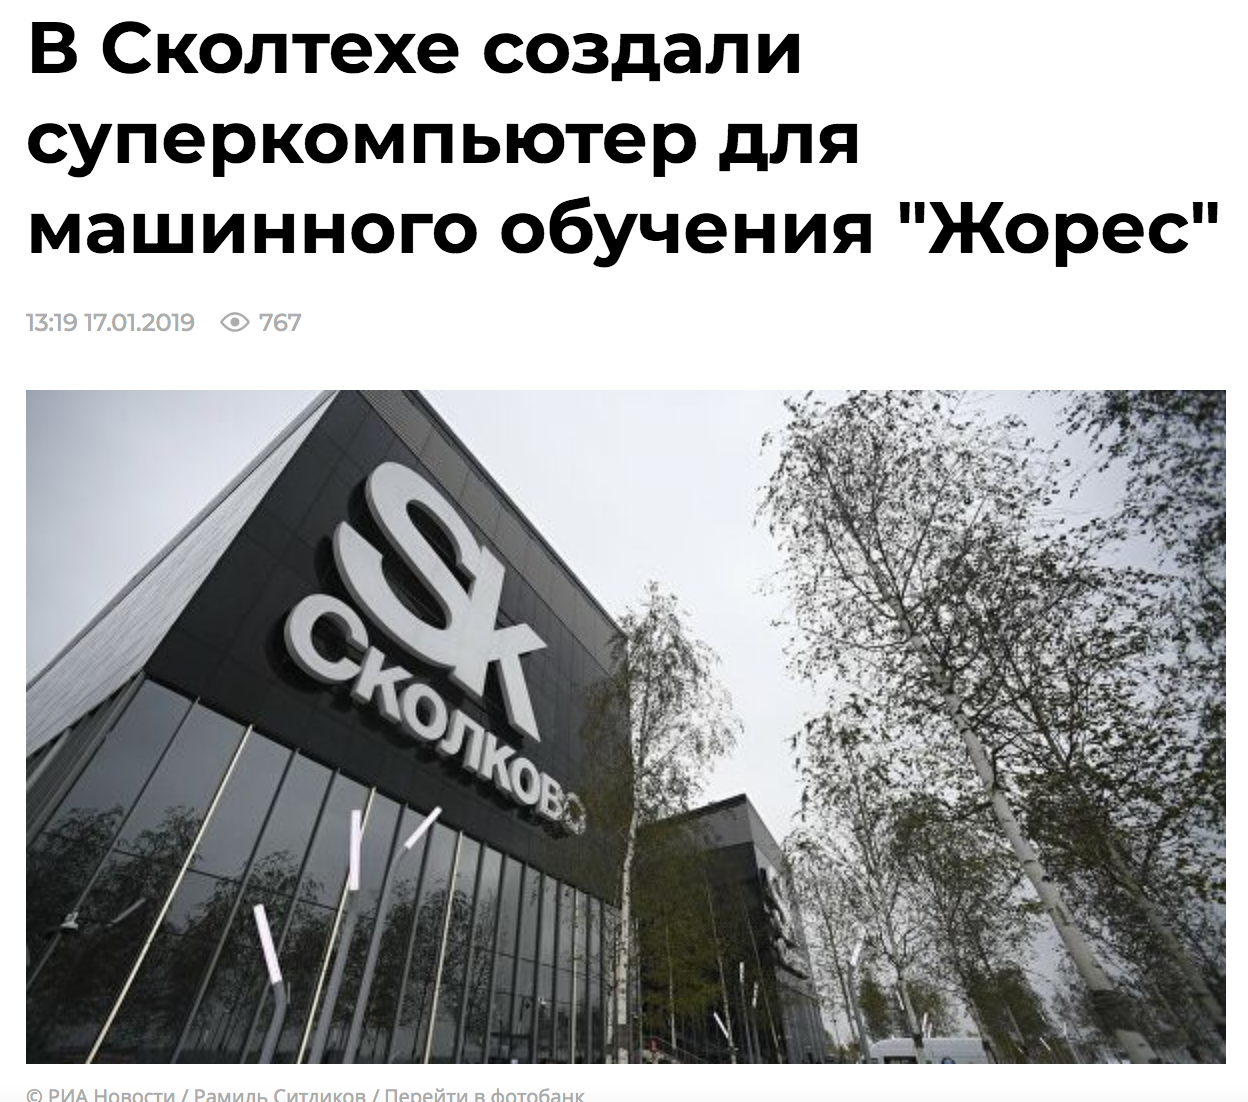 В Сколтехе создали
суперкомпьютер для
машинного обучения "Жорес"
13:19 17.01.2019 767
Sk
СКОЛКОВО
© РИА Новости / Рамиль Ситдиков / Перейти в фотобанк